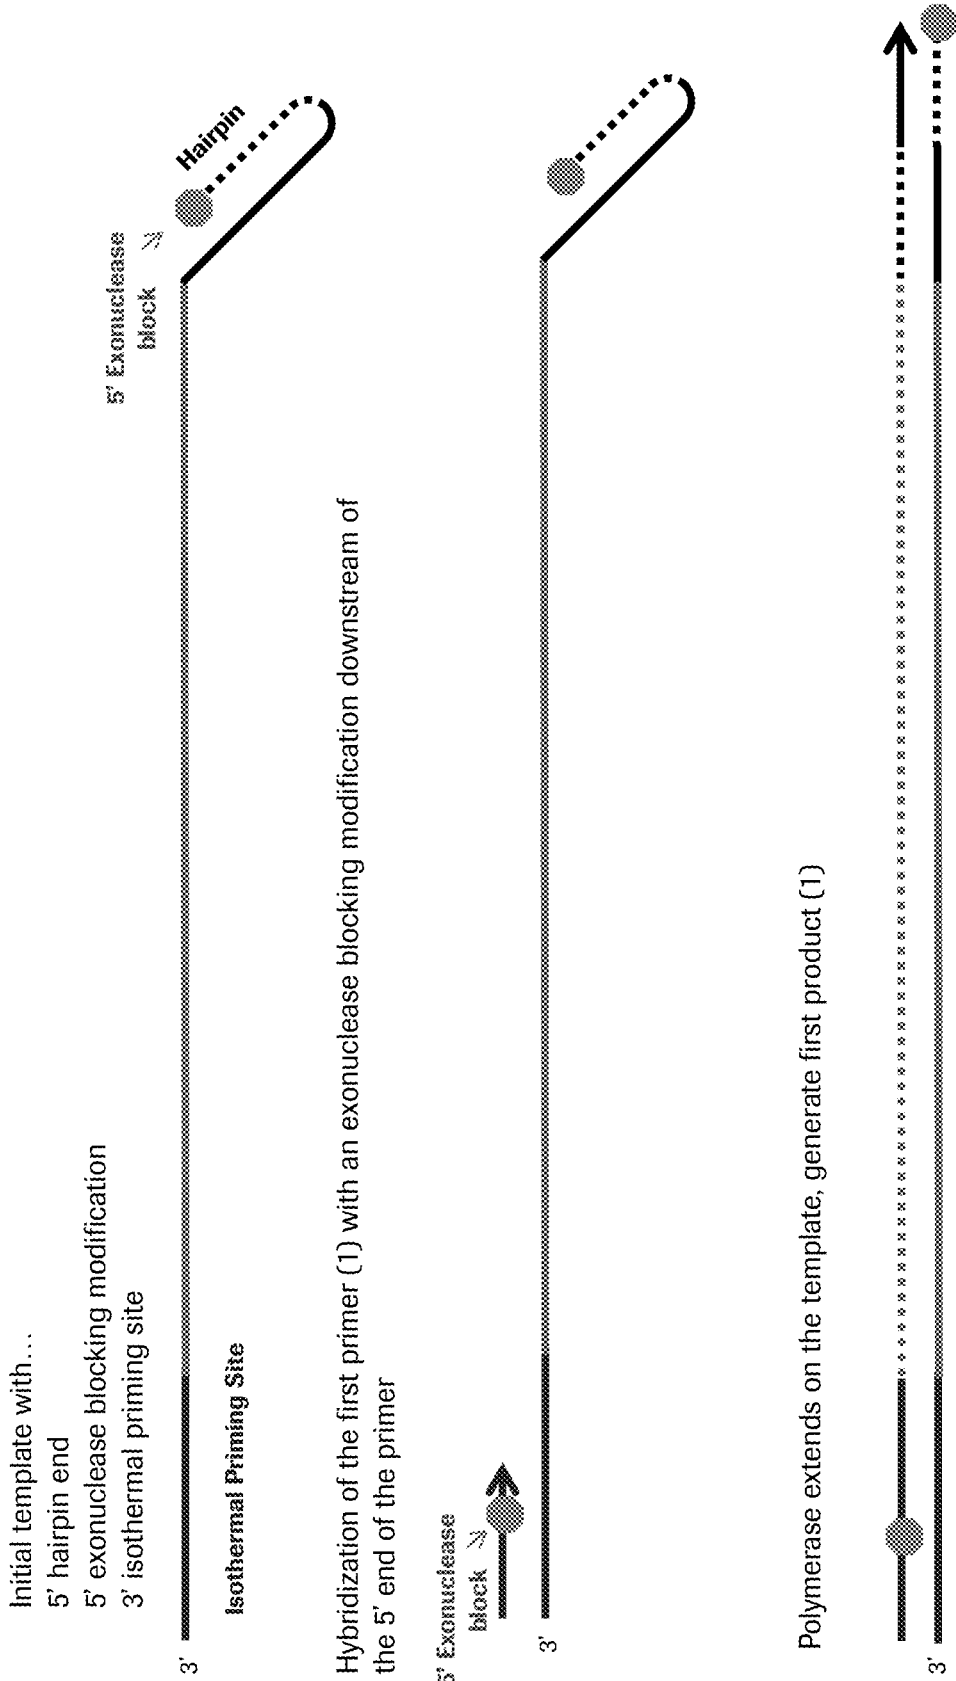 Initial template with...
5' hairpin end
5' exonuclease blocking modification
3' isothermal priming site
5' Exonuclease
block
Hairpin
3'
Isothermal Priming Site
Hybridization of the first primer (1) with an exonuclease blocking modification downstream of
the 5' end of the primer
5' Exonuclease
block
3'
Polymerase extends on the template, generate first product (1)
3'